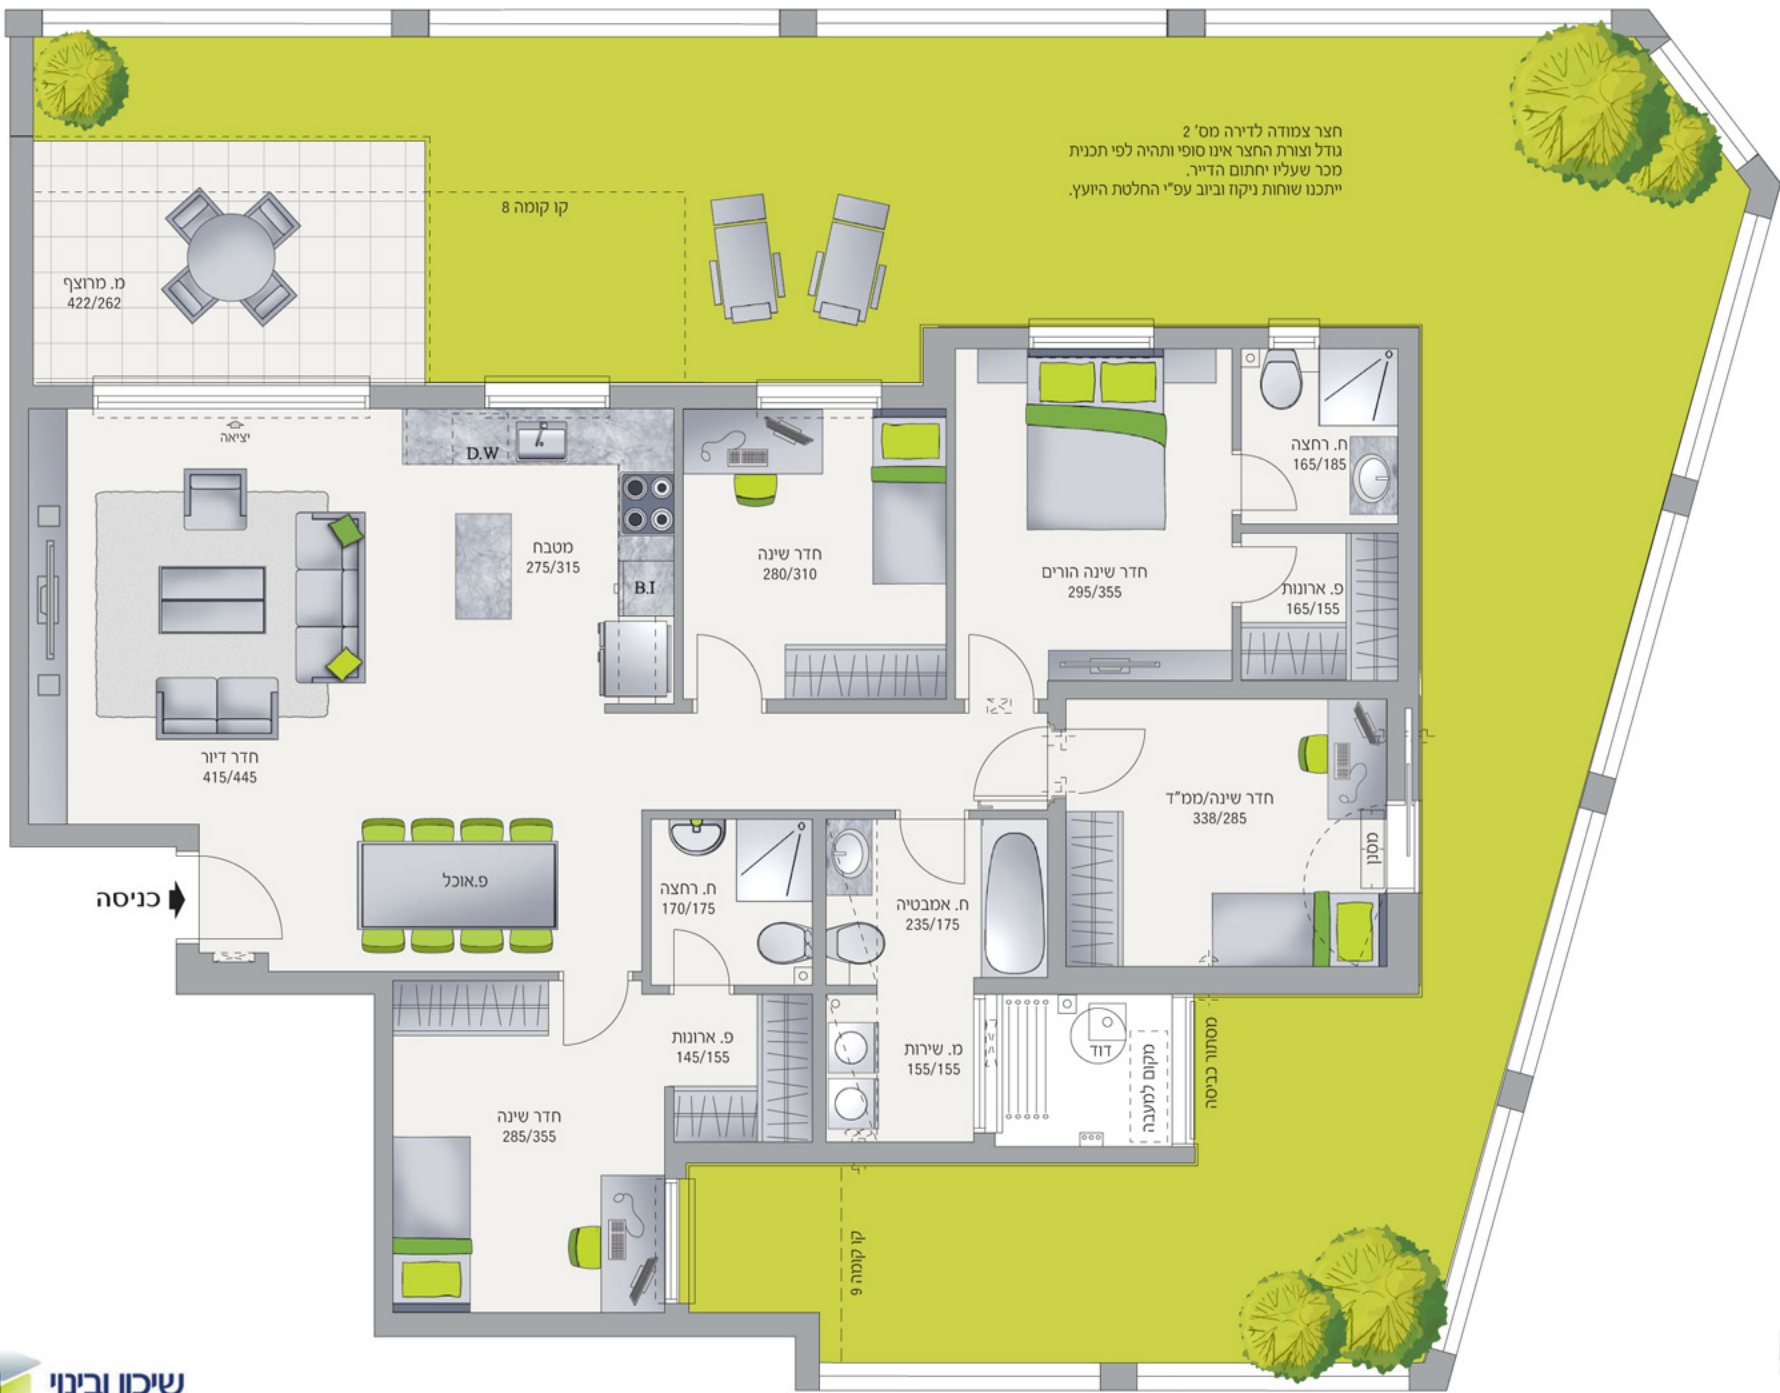 חצר צמודה לדירה מס' 2
גודל וצורת החצר אינו סופי ותהיה לפי תכנית
מכר שעליו יחתום הדייר.
ייתכנו שוחות ניקוז וביוב עפ"י החלטת היועץ.
קו קומה 8
מ. מרוצף
422/262
יציאה
D.W
B.I
מטבח
275/315
חדר שינה
280/310
חדר שינה הורים
295/355
ח. רחצה
165/185
פ. ארונות
165/155
חדר דיור
415/445
חדר שינה/ממ"ד
338/285
מסנן
כניסה
פ.אוכל
ח. רחצה
170/175
ח. אמבטיה
235/175
פ. ארונות
145/155
מ. שירות
155/155
דוד
מקום למעבה
מסתור כביסה
חדר שינה
285/355
קו קומה 9
שיכון ובינוי